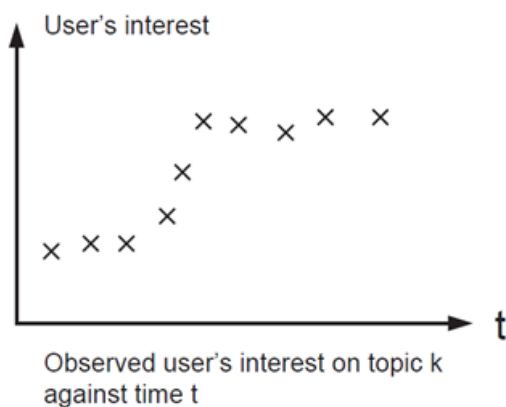 User's interest
t
Observed user's interest on topic k
against time t